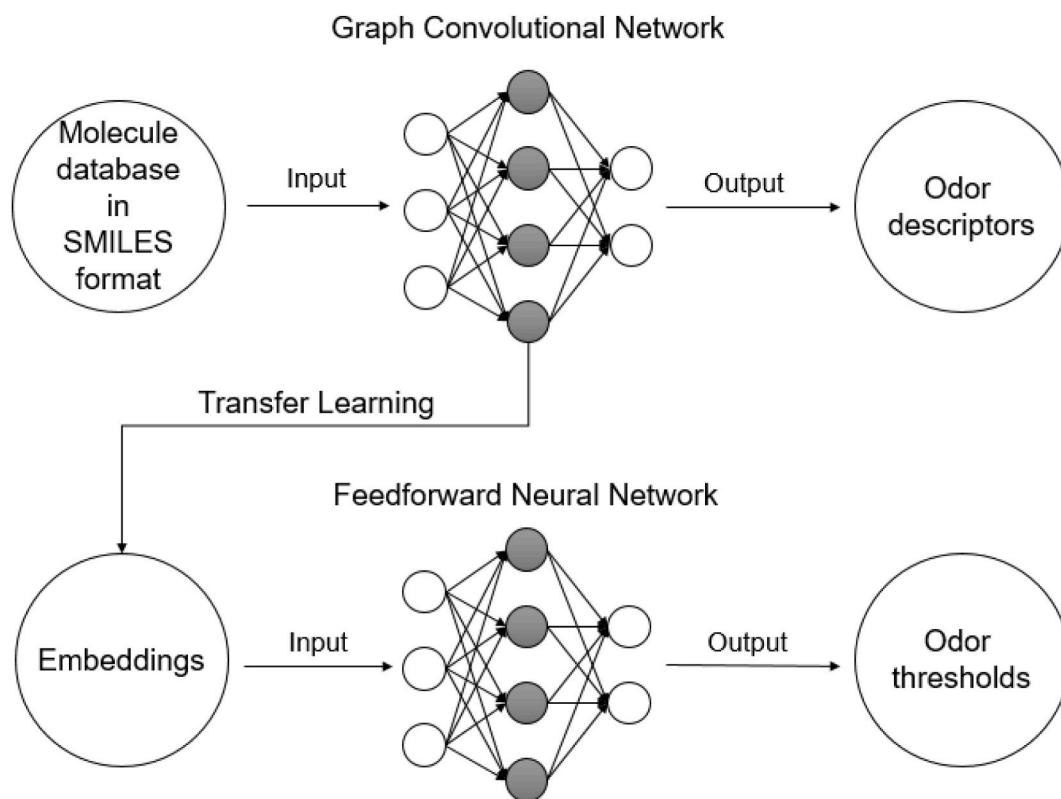 Graph Convolutional Network
Molecule
database
in
SMILES
format
Input
Output
Odor
descriptors
Transfer Learning
Feedforward Neural Network
Embeddings
Input
Output
Odor
thresholds